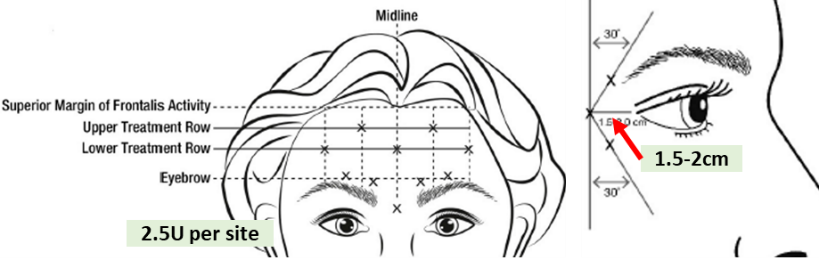 Midline
Superior Margin of Frontalis Activity
Upper Treatment Row
Lower Treatment Row
Eyebrow
2.5U per site
30°
1.5-2cm
30°